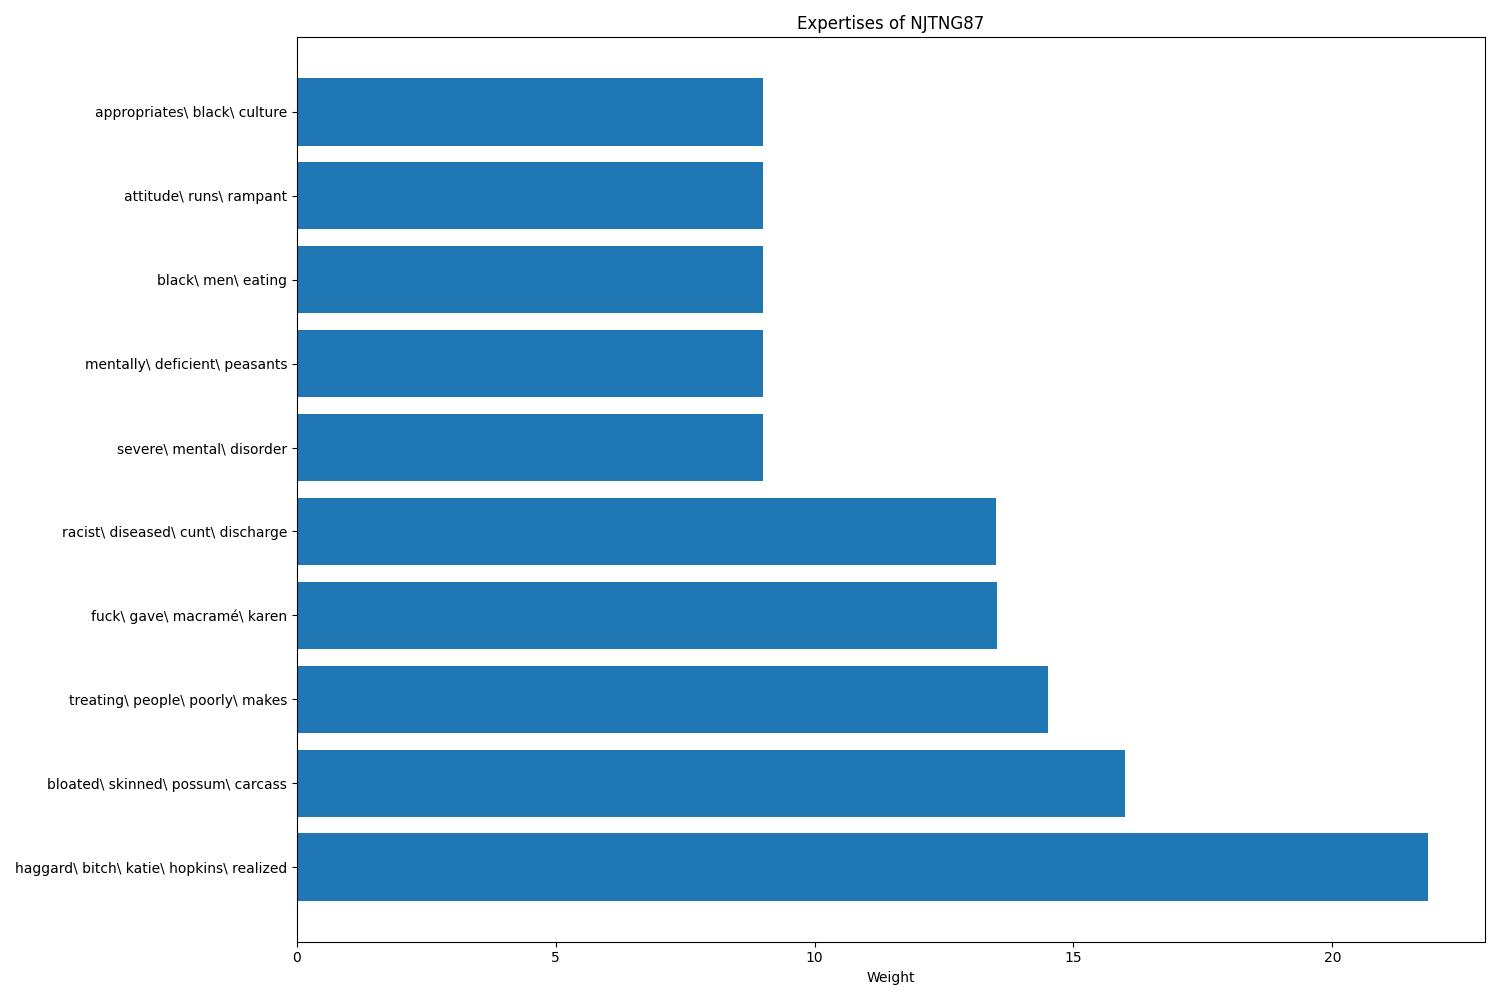 Expertises of NJTNG87
appropriates\ black\ culture
attitude\ runs\ rampant
black\ men\ eating
mentally\ deficient\ peasants
severe\ mental\ disorder
racist\ diseased\ cunt\ discharge
fuck\ gave\ macramé\ karen
treating\ people\ poorly\ makes
bloated\ skinned\ possum\ carcass
haggard\ bitch\ katie\ hopkins\ realized
0 5 10 15 20
Weight